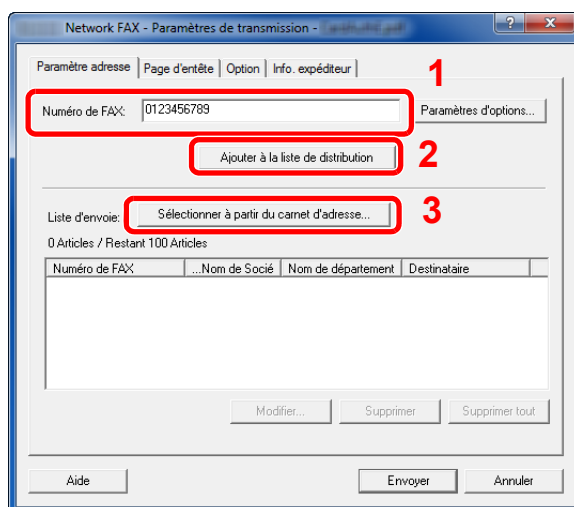 Network FAX - Paramètres de transmission -
Paramètre adresse Page d'entête Option Info. expéditeur
1
Numéro de FAX: 0123456789 Paramètres d'options...
Ajouter à la liste de distribution 2
Liste d'envoie: Sélectionner à partir du carnet d'adresse... 3
0 Articles / Restant 100 Articles
Numéro de FAX ...Nom de Socié Nom de département Destinataire
Modifier... Supprimer Supprimer tout
Aide Envoyer Annuler